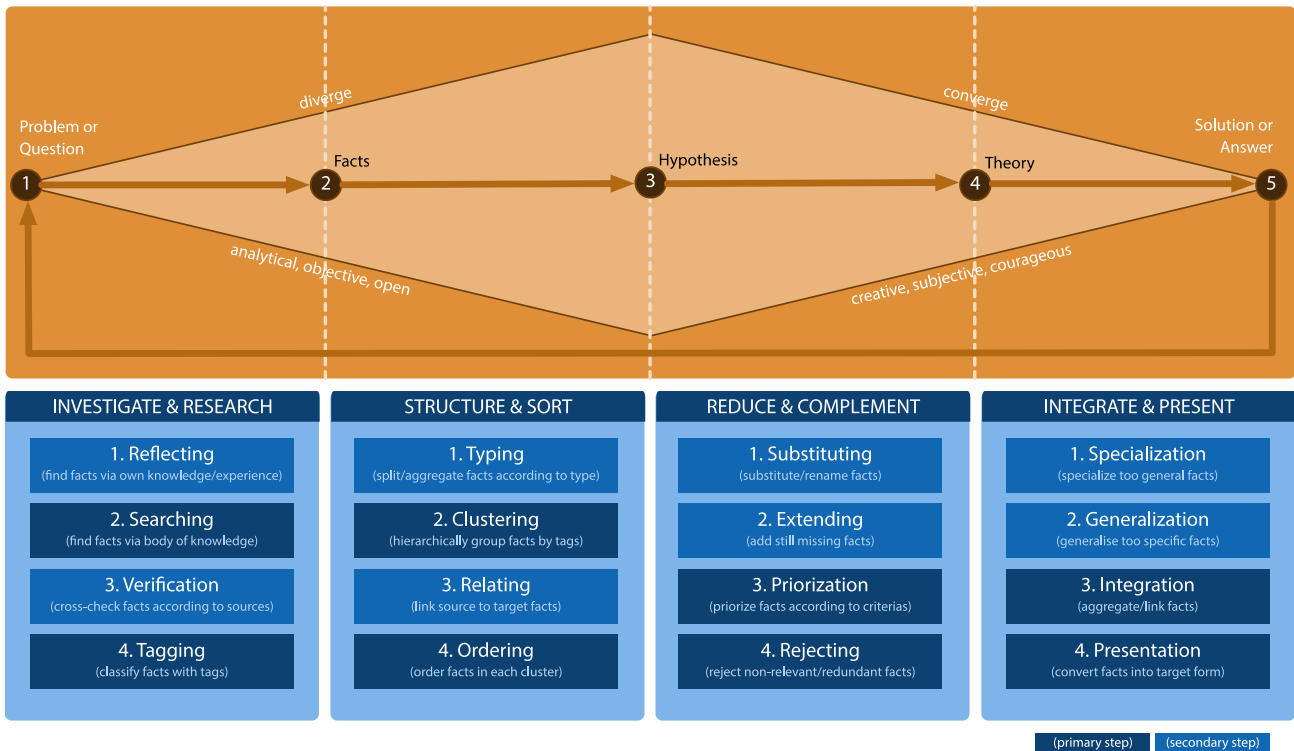 diverge
converge
Problem or
Question
Solution or
Answer
Facts
Hypothesis
Theory
1
2
3
4
5
analytical, objective, open
creative, subjective, courageous
INVESTIGATE & RESEARCH
1. Reflecting
(find facts via own knowledge/experience)
2. Searching
(find facts via body of knowledge)
3. Verification
(cross-check facts according to sources)
4. Tagging
(classify facts with tags)
STRUCTURE & SORT
1. Typing
(split/aggregate facts according to type)
2. Clustering
(hierarchically group facts by tags)
3. Relating
(link source to target facts)
4. Ordering
(order facts in each cluster)
REDUCE & COMPLEMENT
1. Substituting
(substitute/rename facts)
2. Extending
(add still missing facts)
3. Priorization
(priorize facts according to criterias)
4. Rejecting
(reject non-relevant/redundant facts)
INTEGRATE & PRESENT
1. Specialization
(specialize too general facts)
2. Generalization
(generalise too specific facts)
3. Integration
(aggregate/link facts)
4. Presentation
(convert facts into target form)
(primary step)
(secondary step)